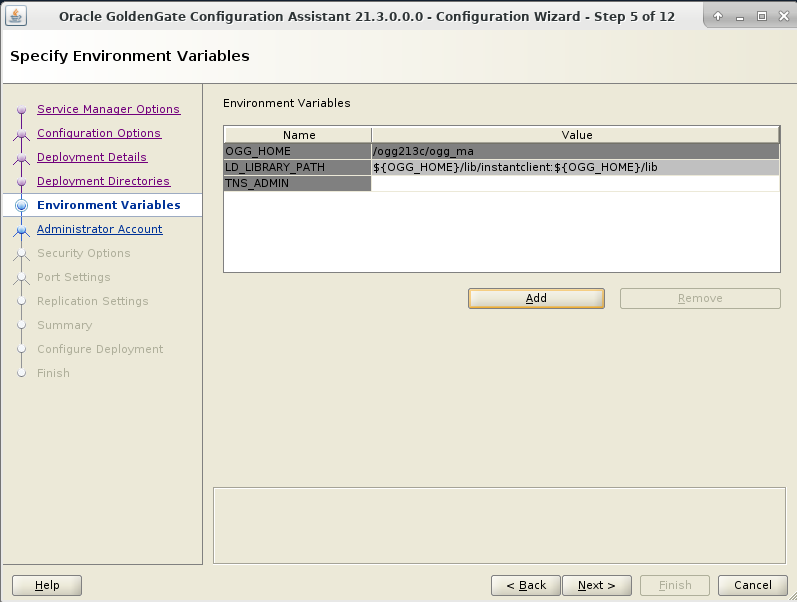 Oracle GoldenGate Configuration Assistant 21.3.0.0.0 - Configuration Wizard - Step 5 of 12
Specify Environment Variables
Service Manager Options
Configuration Options
Deployment Details
Deployment Directories
Environment Variables
Administrator Account
Security Options
Port Settings
Replication Settings
Summary
Configure Deployment
Finish
Environment Variables
Name Value
OGG_HOME /ogg213c/ogg_ma
LD_LIBRARY_PATH ${OGG_HOME}/lib/instantclient:${OGG_HOME}/lib
TNS_ADMIN
Add Remove
Help < Back Next > Finish Cancel